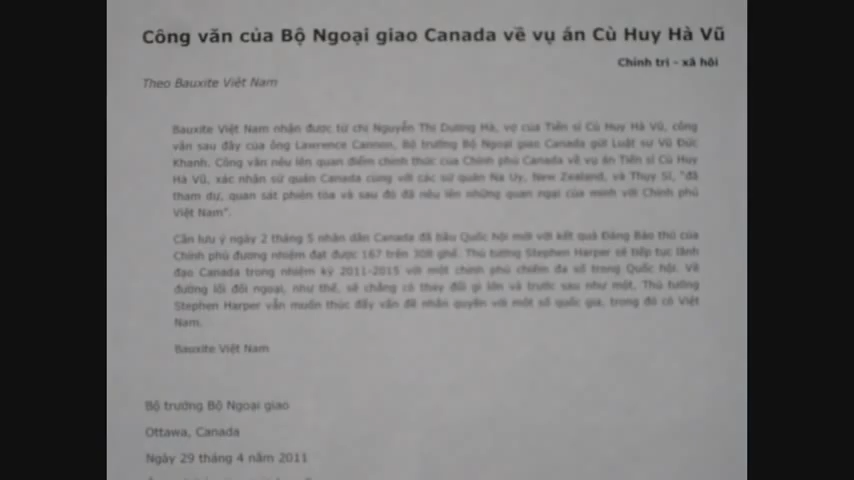 Công văn của Bộ Ngoại giao Canada về vụ án Cù Huy Hà Vũ
Chính trị - xã hội
Theo Bauxite Việt Nam
Bauxite Việt Nam nhận được từ chị Nguyễn Thị Dương Hà, vợ của Tiến sĩ Cù Huy Hà Vũ, công
văn sau đây của ông Lawrence Cannon, Bộ trưởng Bộ Ngoại giao Canada gửi Luật sư Vũ Đức
Khanh. Công văn nêu lên quan điểm chính thức của Chính phủ Canada về vụ án Tiến sĩ Cù Huy
Hà Vũ, xác nhận sứ quán Canada cùng với các sứ quán Na Uy, New Zealand, và Thụy Sĩ, "đã
tham dự, quan sát phiên tòa và sau đó đã nêu lên những quan ngại của mình với Chính phủ
Việt Nam".
Cần lưu ý ngày 2 tháng 5 nhân dân Canada đã bầu Quốc hội mới với kết quả Đảng Bảo thủ của
Chính phủ đương nhiệm đạt được 167 trên 308 ghế. Thủ tướng Stephen Harper sẽ tiếp tục lãnh
đạo Canada trong nhiệm kỳ 2011-2015 với một chính phủ chiếm đa số trong Quốc hội. Về
đường lối đối ngoại, như thế, sẽ chẳng có thay đổi gì lớn và trước sau như một, Thủ tướng
Stephen Harper vẫn muốn thúc đẩy vấn đề nhân quyền với một số quốc gia, trong đó có Việt
Nam.
Bauxite Việt Nam
Bộ trưởng Bộ Ngoại giao
Ottawa, Canada
Ngày 29 tháng 4 năm 2011